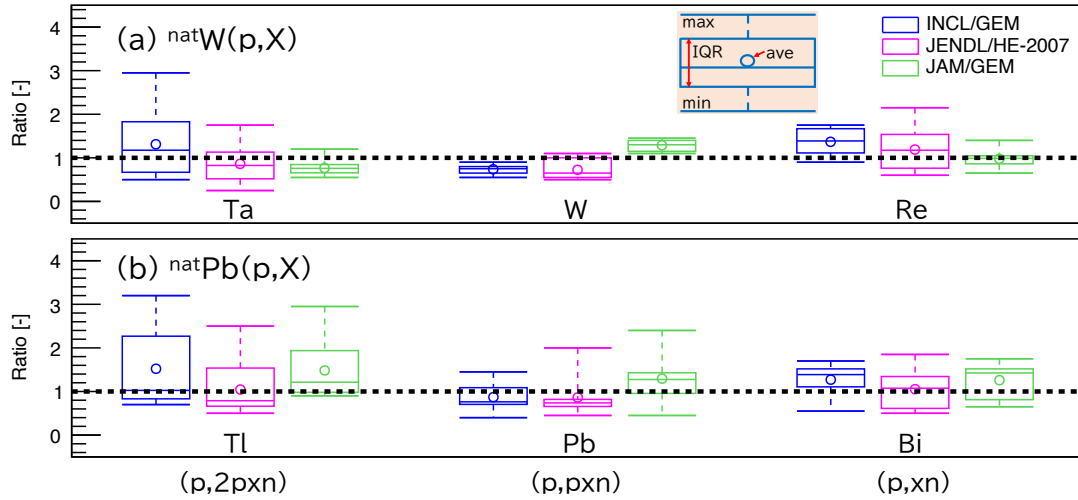 (a) natW(p,X)
max
IQR
ave
min
INCL/GEM
JENDL/HE-2007
JAM/GEM
Ratio [-]
4
3
2
1
0
Ta
W
Re
(b) natPb(p,X)
Ratio [-]
4
3
2
1
0
Tl
Pb
Bi
(p,2pxn)
(p,pxn)
(p,xn)